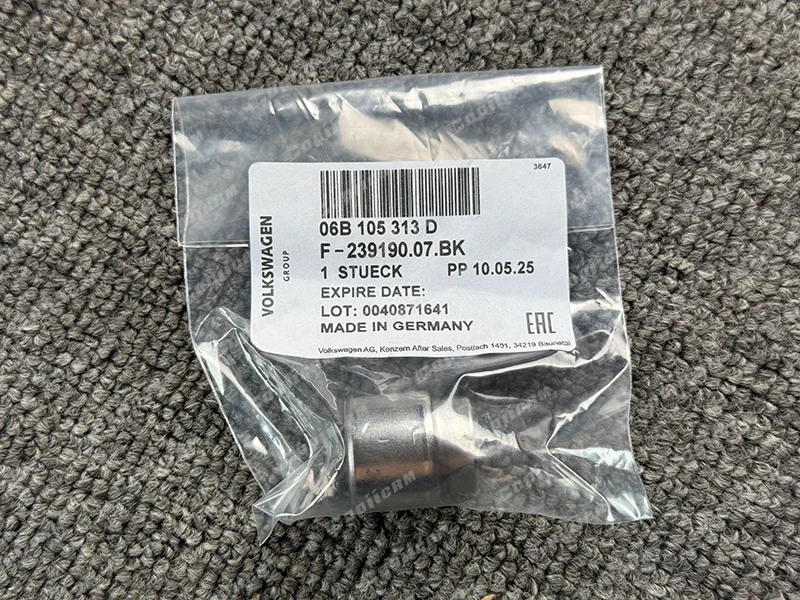 3847
VOLKSWAGEN
GROUP
06B 105 313 D
F-239190.07.BK
1 STUECK PP 10.05.25
EXPIRE DATE:
LOT: 0040871641
MADE IN GERMANY
EAC
Volkswagen AG, Konzern After Sales, Postfach 1451, 34219 Baunatal